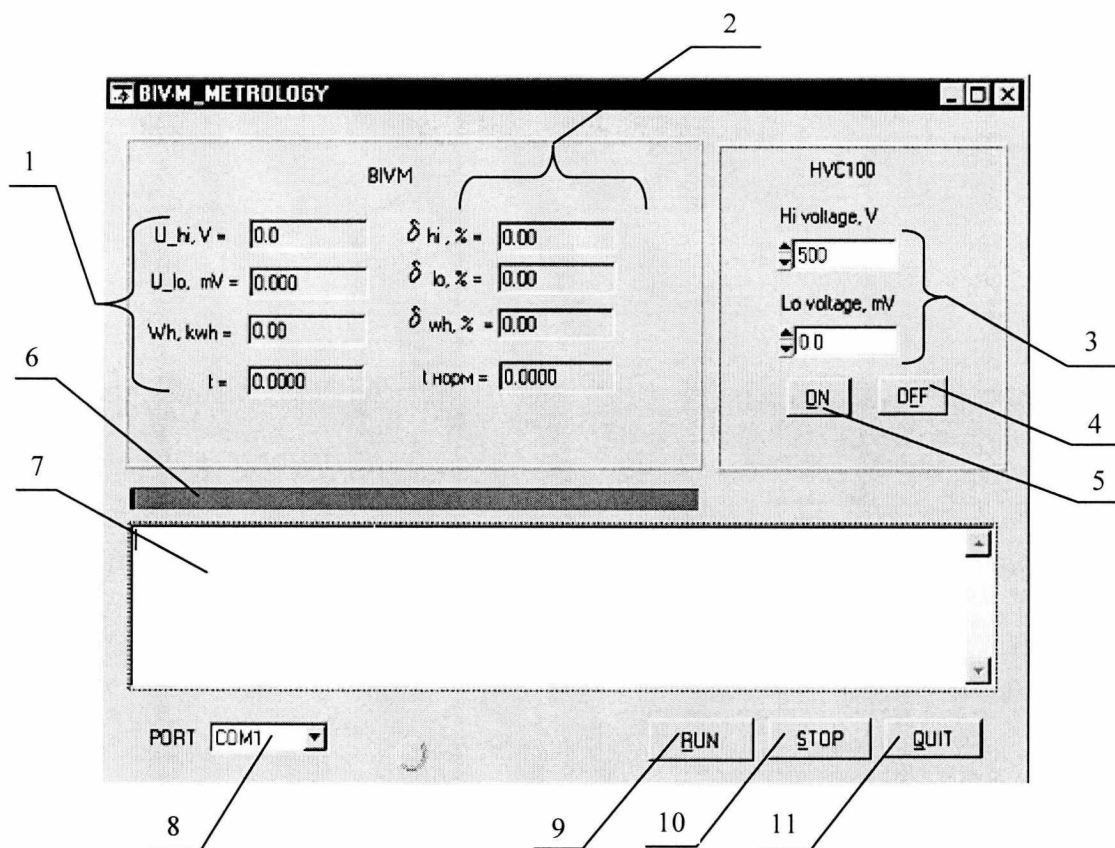 2
BIVM_METROLOGY
1
BIVM
HVC100
U_hi, V = 0.0
δ hi, % = 0.00
Hi voltage, V
500
U_lo, mV = 0.000
δ lo, % = 0.00
Lo voltage, mV
0.0
3
Wh, kwh = 0.00
δ wh, % = 0.00
6
t = 0.0000
t норм = 0.0000
ON
OFF
4
7
5
PORT COM1
RUN
STOP
QUIT
8
9
10
11